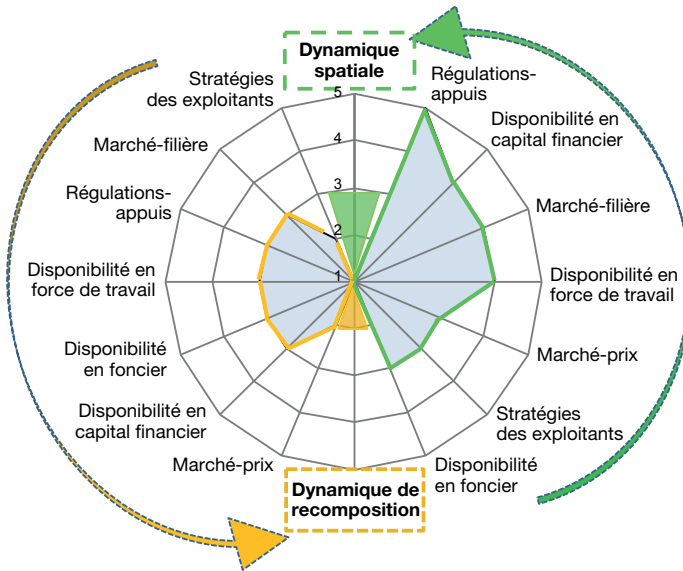 Dynamique
spatiale
Régulations-
appuis
Disponibilité en
capital financier
Marché-filière
Disponibilité en
force de travail
Marché-prix
Stratégies
des exploitants
Disponibilité
en foncier
Dynamique de
recomposition
Marché-prix
Disponibilité en
capital financier
Disponibilité
en foncier
Disponibilité en
force de travail
Régulations-
appuis
Marché-filière
Stratégies
des exploitants
5
4
3
2
1